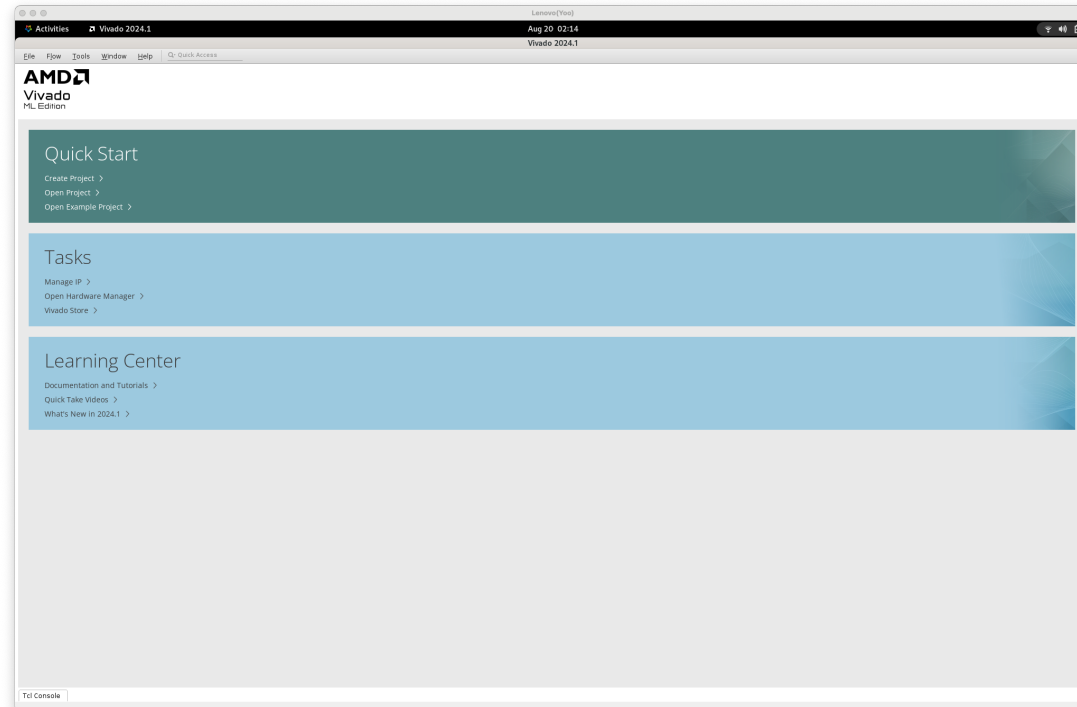 Lenovo(Yoo)
Activities
Vivado 2024.1
Aug 20 02:14
Vivado 2024.1
File Flow Tools Window Help Quick Access
AMD
Vivado
ML Edition
Quick Start
Create Project >
Open Project >
Open Example Project >
Tasks
Manage IP >
Open Hardware Manager >
Vivado Store >
Learning Center
Documentation and Tutorials >
Quick Take Videos >
What's New in 2024.1 >
Tcl Console